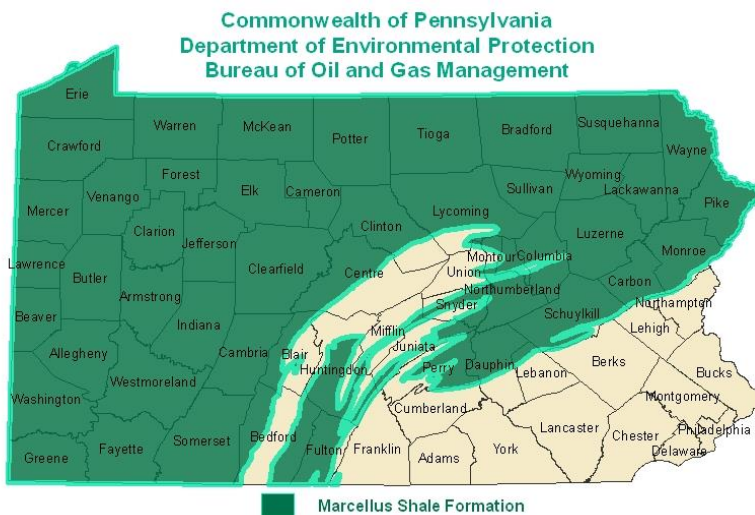 Commonwealth of Pennsylvania
Department of Environmental Protection
Bureau of Oil and Gas Management
Erie
Crawford
Warren
McKean
Potter
Tioga
Bradford
Susquehanna
Wayne
Forest
Venango
Elk
Cameron
Sullivan
Wyoming
Lackawanna
Pike
Mercer
Clarion
Jefferson
Clinton
Lycoming
Luzerne
Monroe
Lawrence
Butler
Clearfield
Centre
Union
Montour
Columbia
Northumberland
Carbon
Northampton
Beaver
Armstrong
Indiana
Snyder
Schuylkill
Lehigh
Allegheny
Cambria
Blair
Huntingdon
Mifflin
Juniata
Perry
Dauphin
Lebanon
Berks
Bucks
Westmoreland
Washington
Montgomery
Cumberland
Greene
Fayette
Somerset
Bedford
Fulton
Franklin
Adams
York
Lancaster
Chester
Philadelphia
Delaware
Marcellus Shale Formation